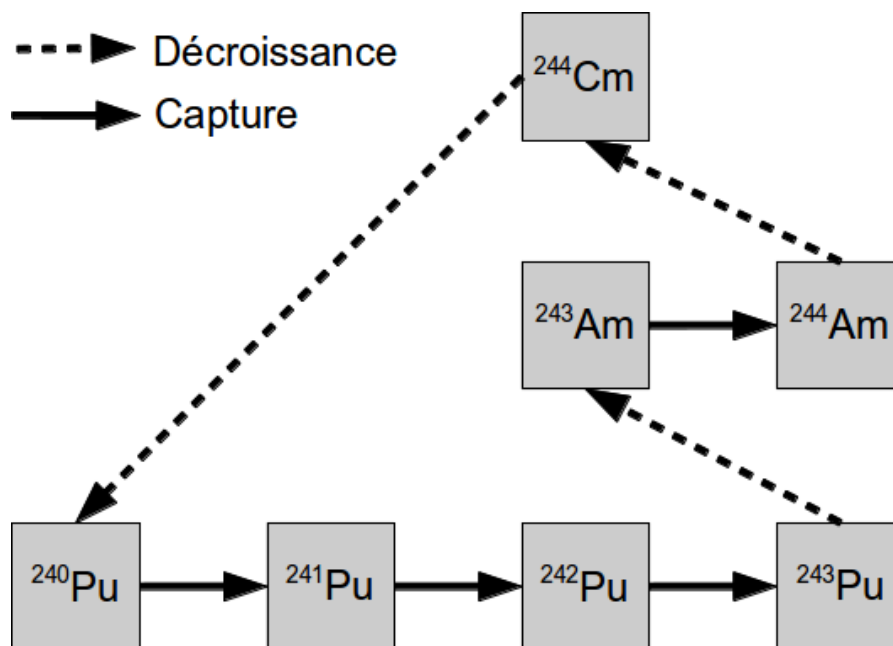 Décroissance
Capture
²⁴⁴Cm
²⁴³Am
²⁴⁴Am
²⁴⁰Pu
²⁴¹Pu
²⁴²Pu
²⁴³Pu